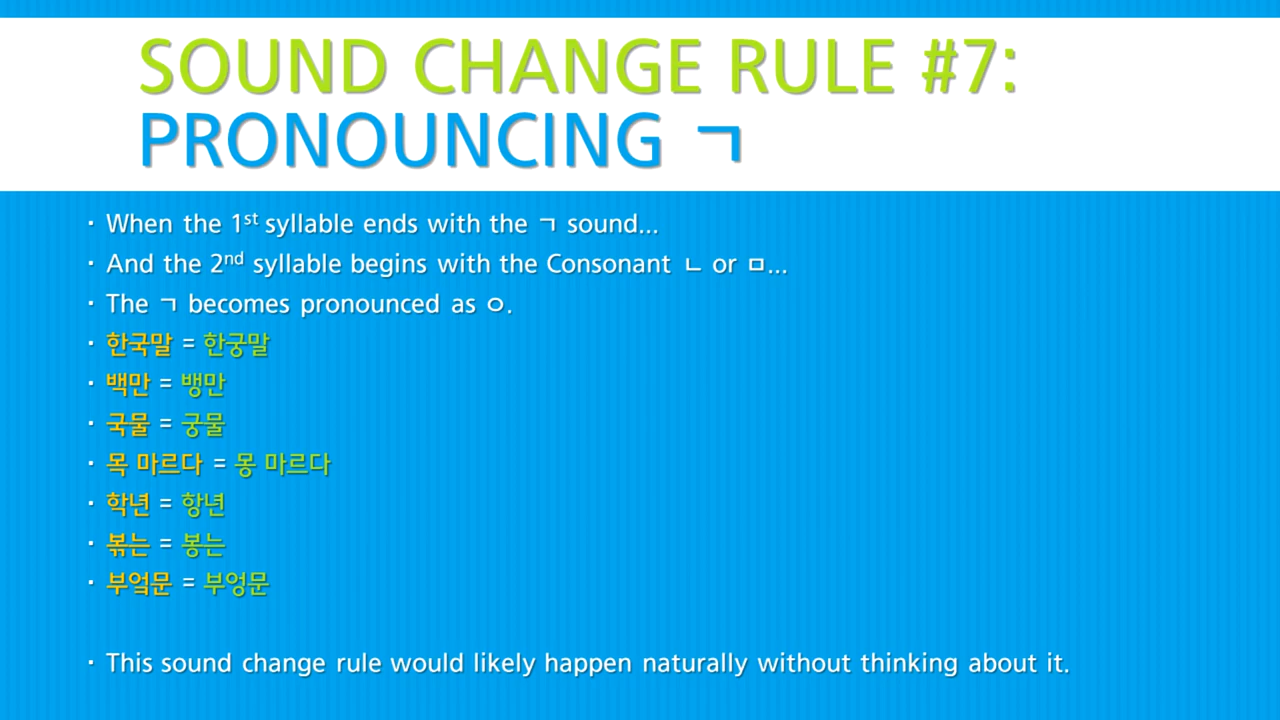 SOUND CHANGE RULE #7:
PRONOUNCING ㄱ
· When the 1st syllable ends with the ㄱ sound...
· And the 2nd syllable begins with the Consonant ㄴ or ㅁ...
· The ㄱ becomes pronounced as ㅇ.
· 한국말 = 한궁말
· 백만 = 뱅만
· 국물 = 궁물
· 목 마르다 = 몽 마르다
· 학년 = 항년
· 볶는 = 봉는
· 부엌문 = 부엉문
· This sound change rule would likely happen naturally without thinking about it.